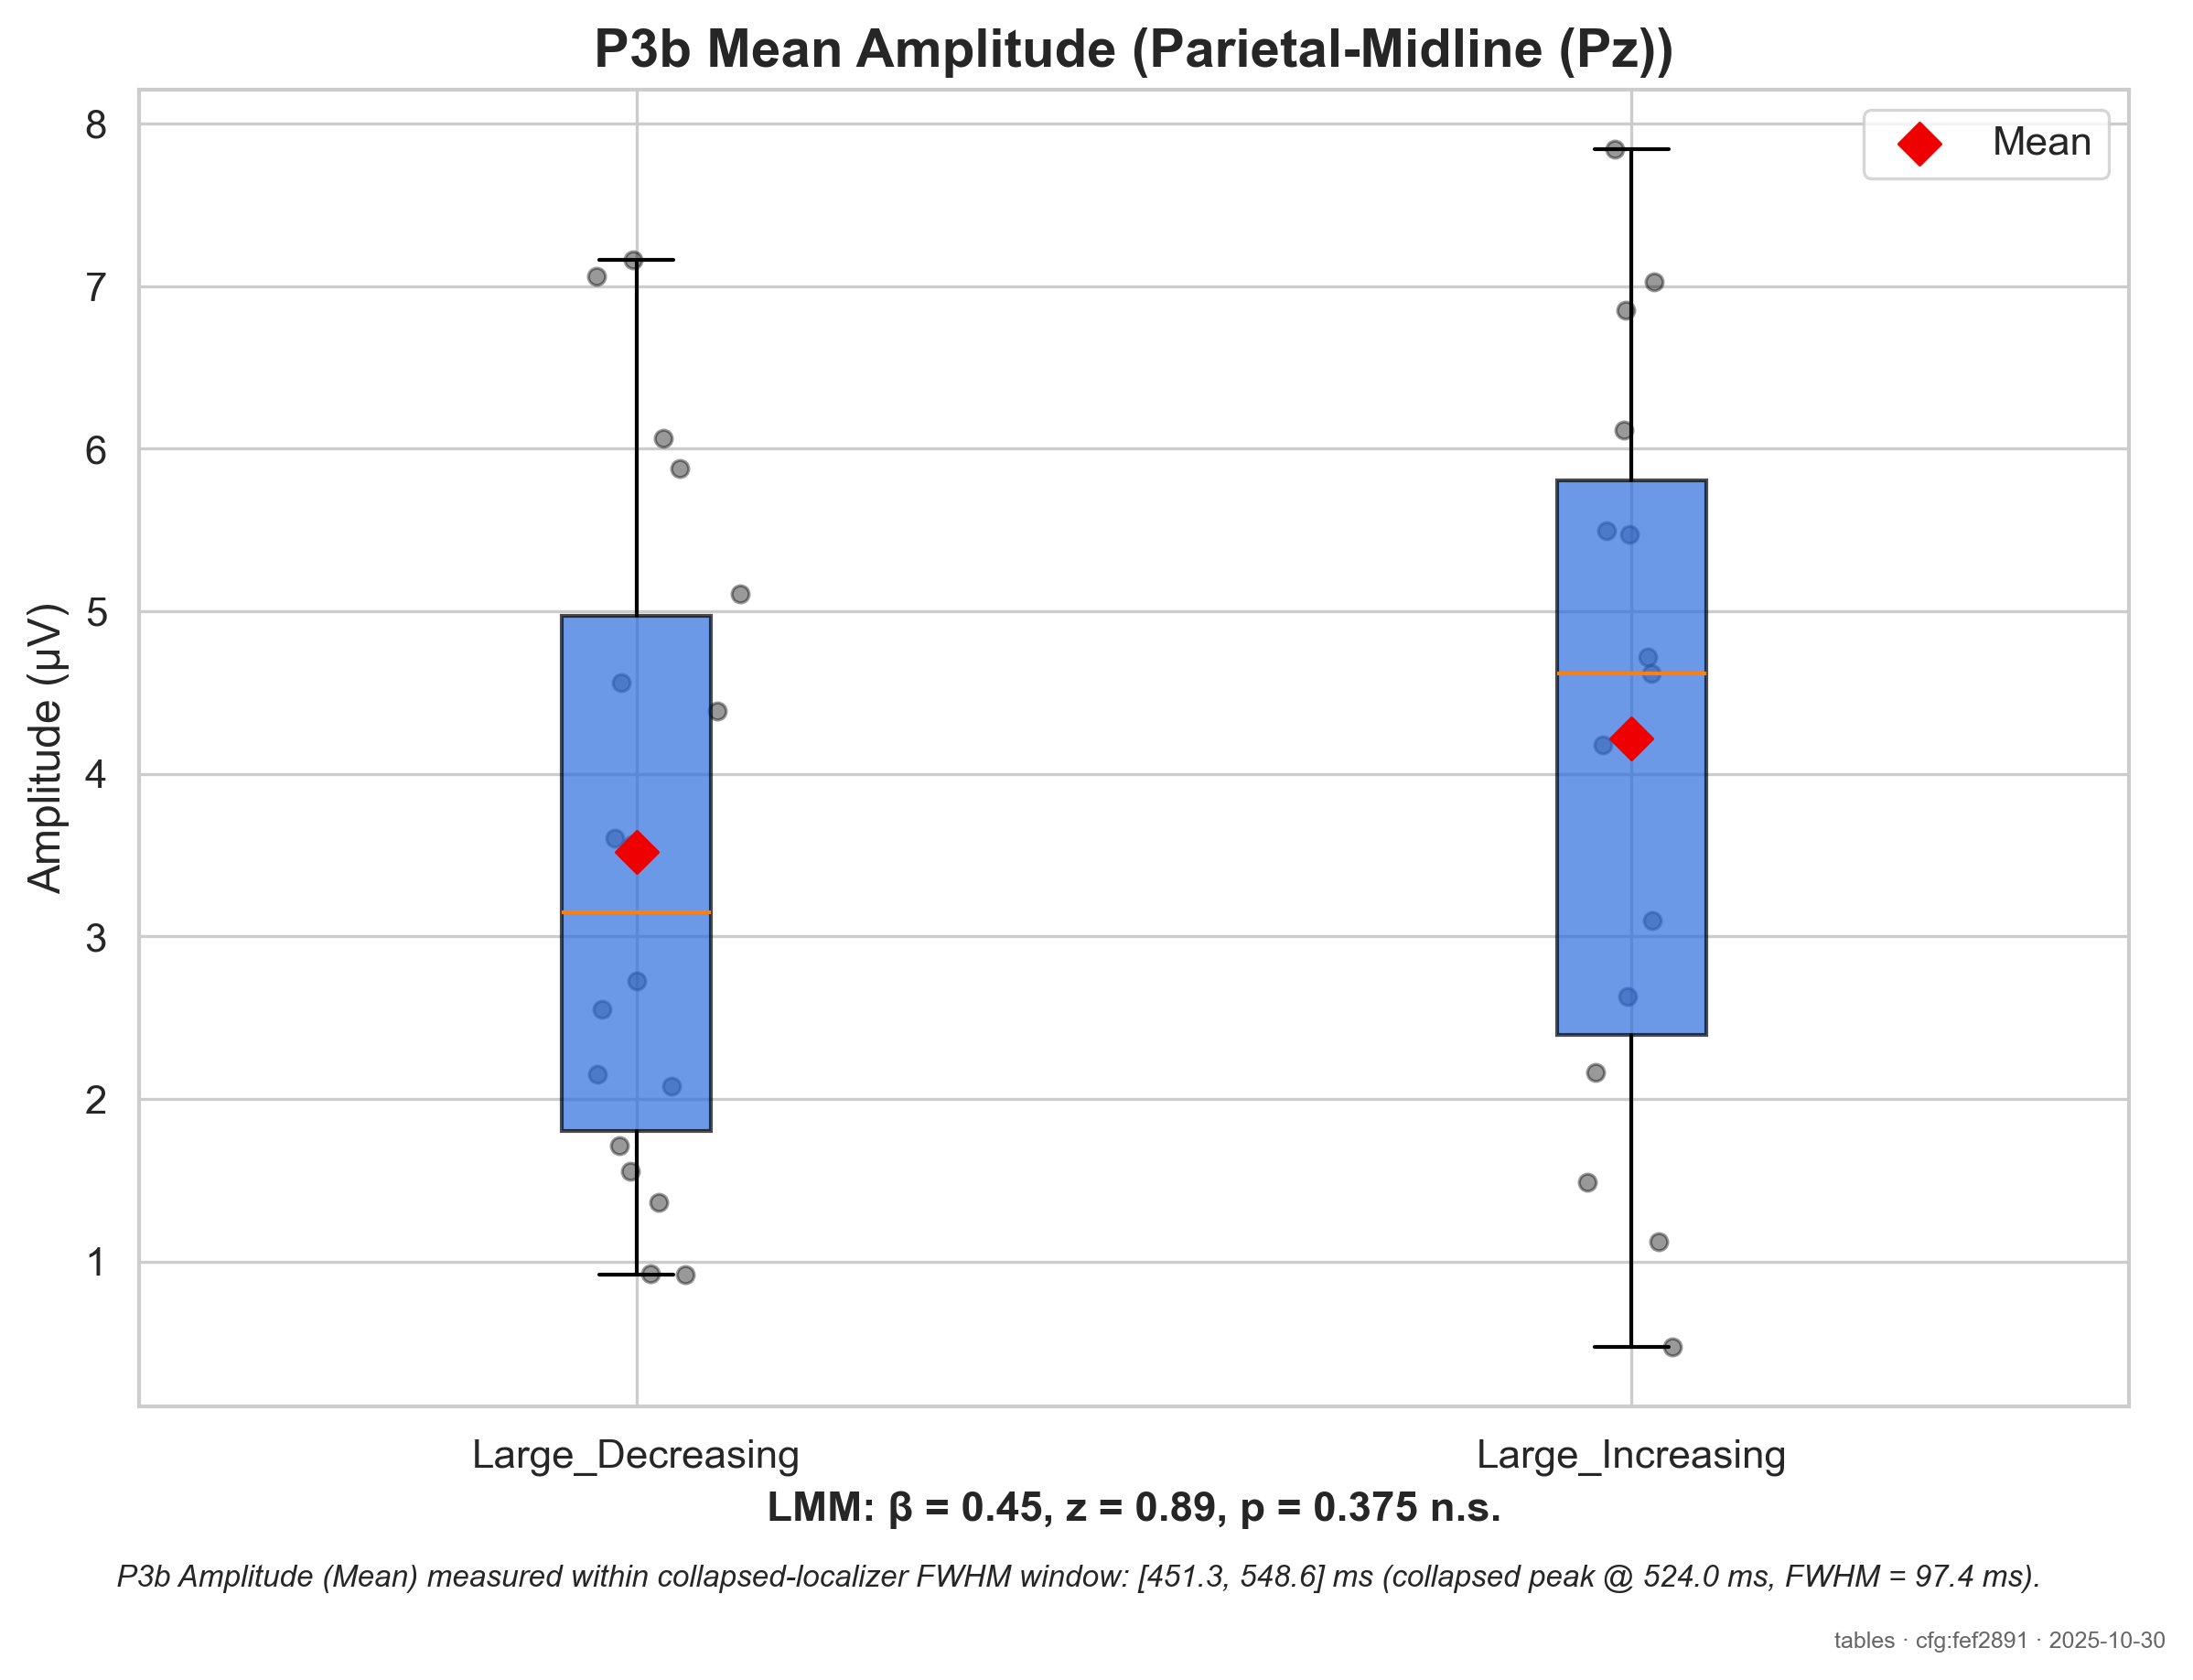 P3b Mean Amplitude (Parietal-Midline (Pz))
Mean
8
7
6
5
4
3
2
1
Amplitude (µV)
Large_Decreasing
Large_Increasing
LMM: β = 0.45, z = 0.89, p = 0.375 n.s.
P3b Amplitude (Mean) measured within collapsed-localizer FWHM window: [451.3, 548.6] ms (collapsed peak @ 524.0 ms, FWHM = 97.4 ms).
tables · cfg:fef2891 · 2025-10-30